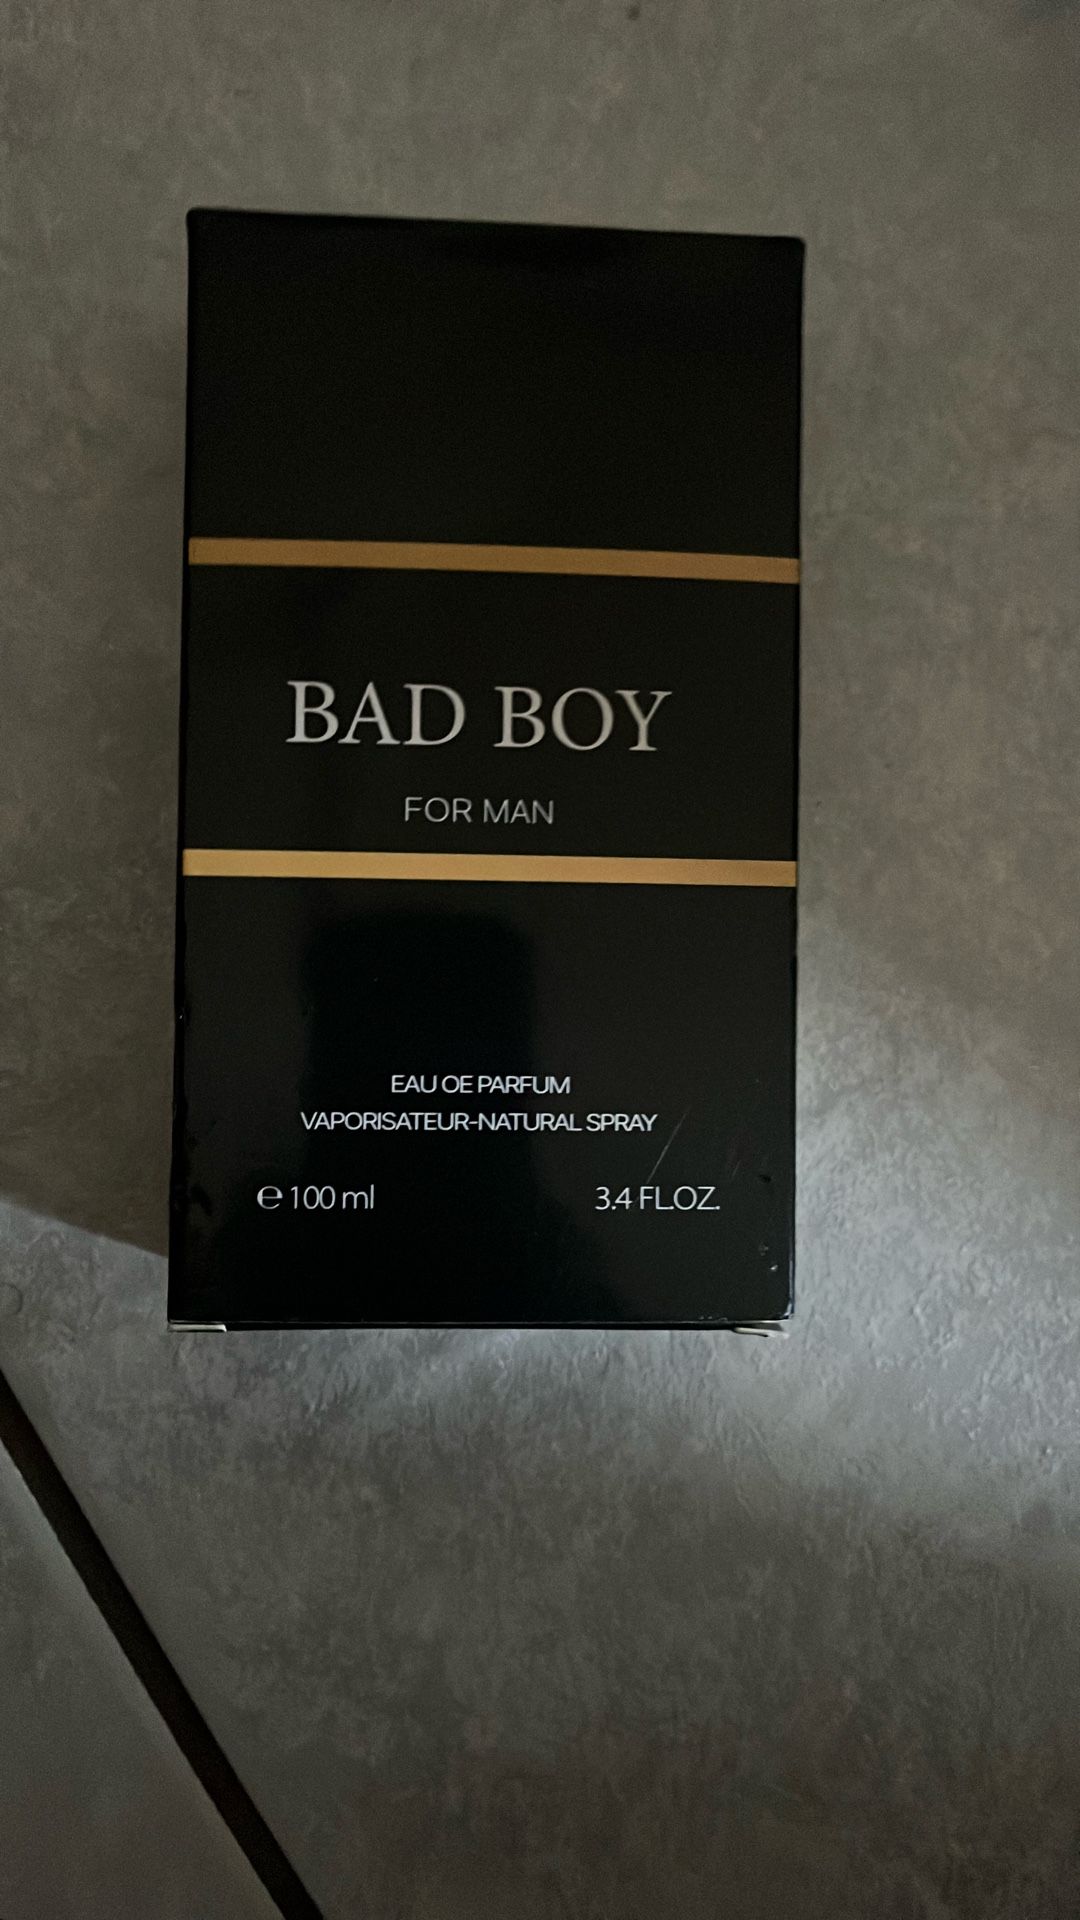 BAD BOY
FOR MAN
EAU OE PARFUM
VAPORISATEUR-NATURAL SPRAY
℮ 100 ml 3.4 FL.OZ.